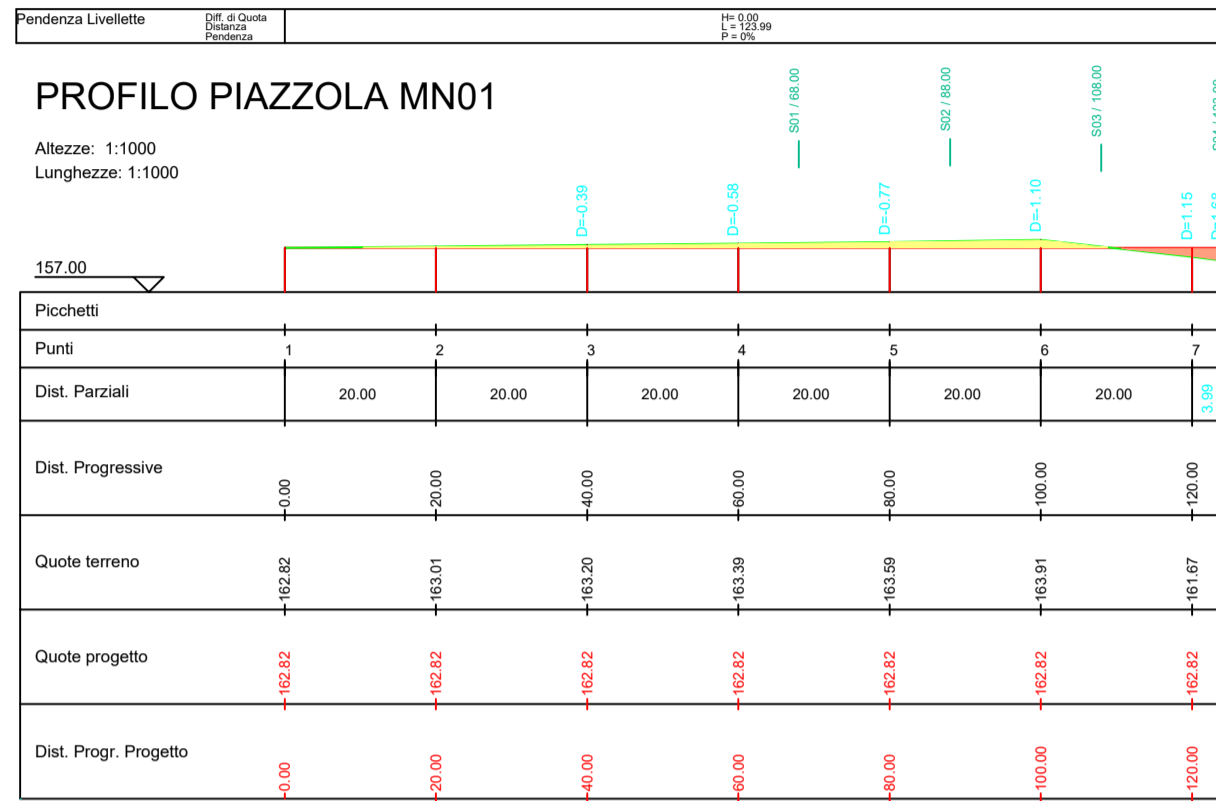 Pendenza Livellette
Diff. di Quota
Distanza
Pendenza
H= 0.00
L = 123.99
P = 0%
PROFILO PIAZZOLA MN01
Altezze: 1:1000
Lunghezze: 1:1000
S01 / 68.00
S02 / 88.00
S03 / 108.00
D=-0.39
D=-0.58
D=-0.77
D=-1.10
D=1.15
157.00
Picchetti
Punti 1 2 3 4 5 6 7
Dist. Parziali 20.00 20.00 20.00 20.00 20.00 20.00 3.99
Dist. Progressive 0.00 20.00 40.00 60.00 80.00 100.00 120.00
Quote terreno 162.82 163.01 163.20 163.39 163.59 163.91 161.67
Quote progetto 162.82 162.82 162.82 162.82 162.82 162.82 162.82
Dist. Progr. Progetto 0.00 20.00 40.00 60.00 80.00 100.00 120.00